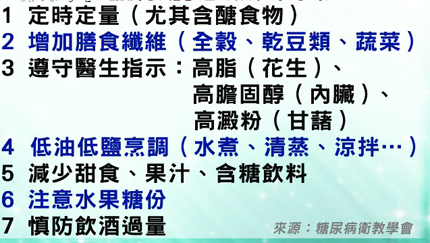 1 定時定量（尤其含醣食物）
2 增加膳食纖維（全穀、乾豆類、蔬菜）
3 遵守醫生指示：高脂（花生）、
高膽固醇（內臟）、
高澱粉（甘藷）
4 低油低鹽烹調（水煮、清蒸、涼拌…）
5 減少甜食、果汁、含糖飲料
6 注意水果糖份
7 慎防飲酒過量
來源：糖尿病衛教學會